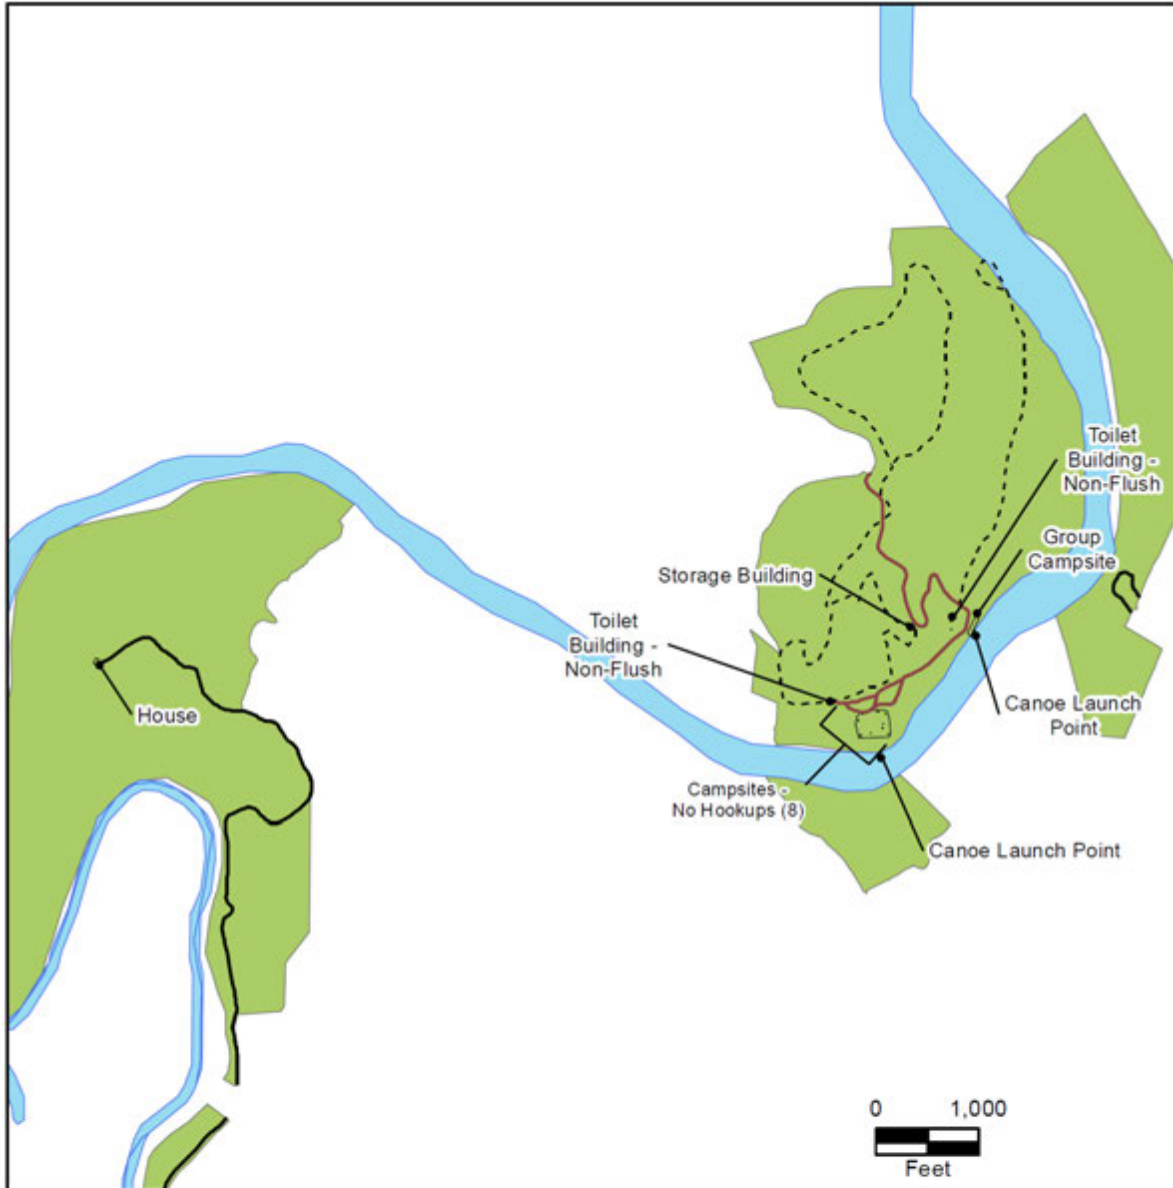 Toilet
Building -
Non-Flush
Group
Campsite
Storage Building
Toilet
Building -
Non-Flush
House
Canoe Launch
Point
Campsites -
No Hookups (8)
Canoe Launch Point
0 1,000
Feet